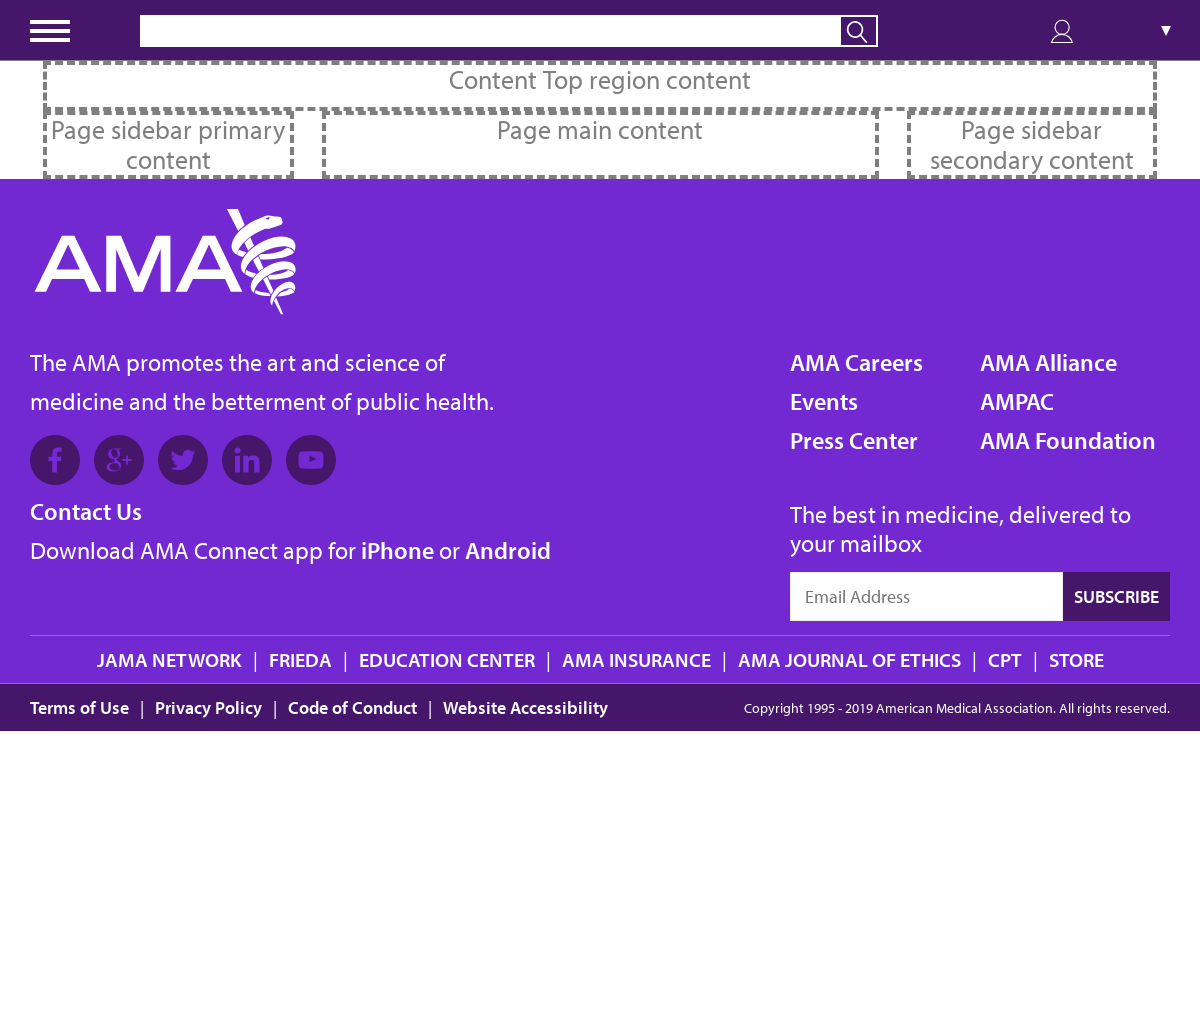 ▼
Content Top region content
Page sidebar primary
content
Page main content
Page sidebar
secondary content
AMA
The AMA promotes the art and science of
medicine and the betterment of public health.
Contact Us
Download AMA Connect app for iPhone or Android
AMA Careers
Events
Press Center
AMA Alliance
AMPAC
AMA Foundation
The best in medicine, delivered to
your mailbox
Email Address
SUBSCRIBE
JAMA NETWORK | FRIEDA | EDUCATION CENTER | AMA INSURANCE | AMA JOURNAL OF ETHICS | CPT | STORE
Terms of Use | Privacy Policy | Code of Conduct | Website Accessibility
Copyright 1995 - 2019 American Medical Association. All rights reserved.